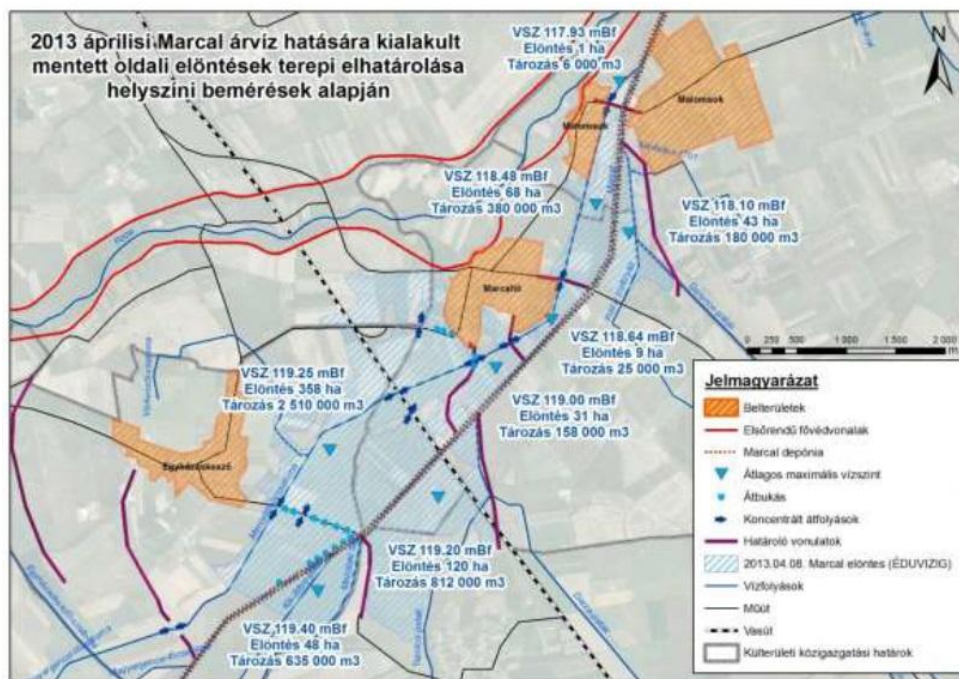 2013 áprilisi Marcal árvíz hatására kialakult
mentett oldali elöntések terepi elhatárolása
helyszíni bemérések alapján
VSZ 117.93 mBf
Elöntés 1 ha
Tározás 6 000 m3
N
Malomsok
VSZ 118.48 mBf
Elöntés 68 ha
Tározás 380 000 m3
VSZ 118.10 mBf
Elöntés 43 ha
Tározás 180 000 m3
Marcaltő
0 250 500 1 000 1 500 2 000
m
VSZ 118.64 mBf
Elöntés 9 ha
Tározás 25 000 m3
VSZ 119.25 mBf
Elöntés 358 ha
Tározás 2 510 000 m3
VSZ 119.00 mBf
Elöntés 31 ha
Tározás 158 000 m3
Egyházaskesző
VSZ 119.20 mBf
Elöntés 120 ha
Tározás 812 000 m3
VSZ 119.40 mBf
Elöntés 48 ha
Tározás 635 000 m3
Jelmagyarázat
Belterületek
Elsőrendű fővédvonalak
Marcal depónia
Átlagos maximális vízszint
Átbukás
Koncentrált átfolyások
Határoló vonulatok
2013.04.08. Marcal elöntes (ÉDUVIZIG)
Vízfolyások
Műút
Vasút
Külterületi közigazgatási határok